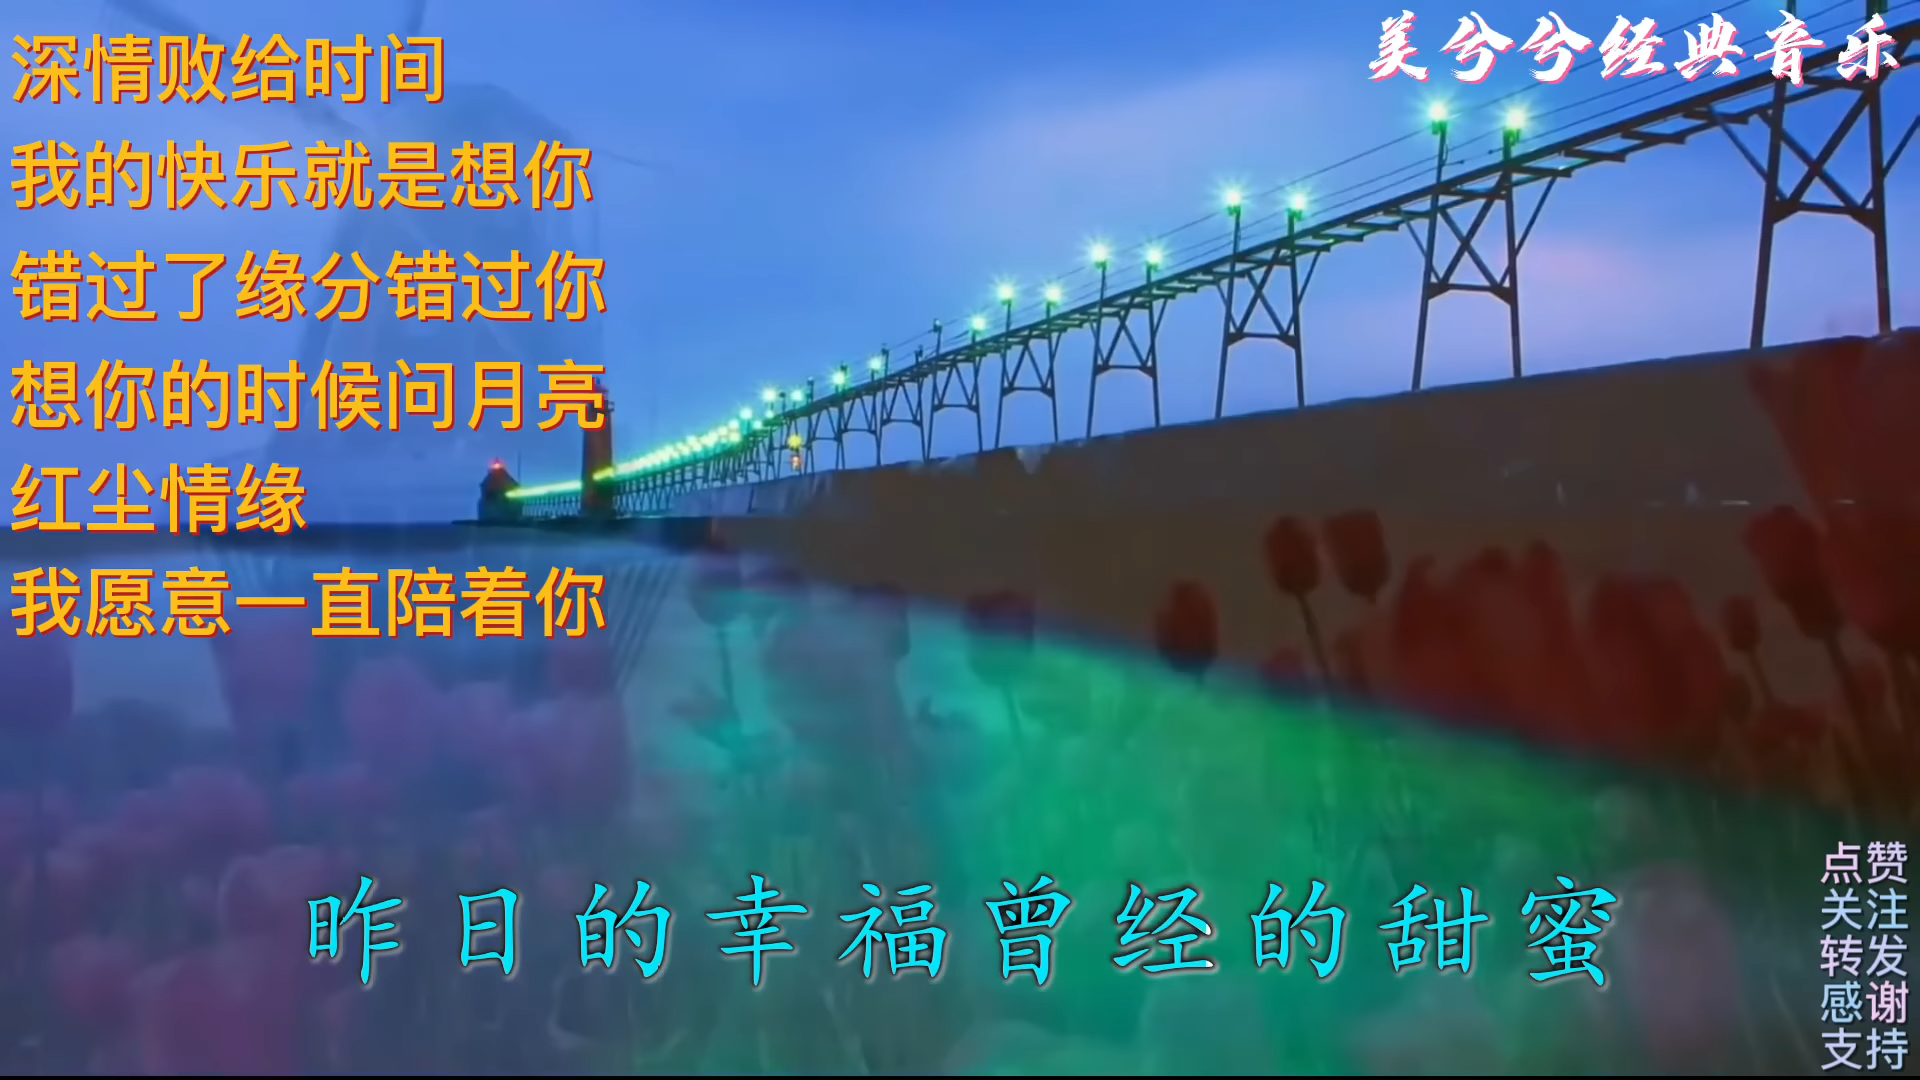 深情败给时间
我的快乐就是想你
错过了缘分错过你
想你的时候问月亮
红尘情缘
我愿意一直陪着你
美兮兮经典音乐
昨日的幸福曾经的甜蜜
点赞
关注
转发
感谢
支持